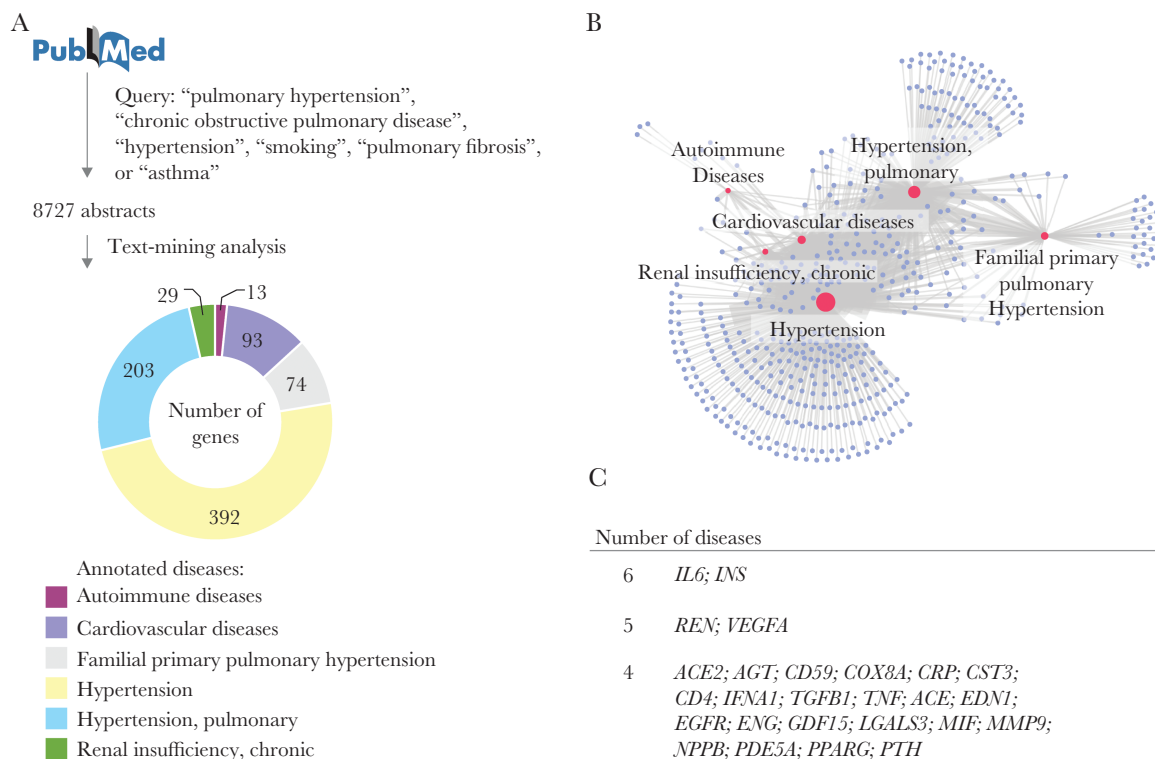 A
PubMed
Query: “pulmonary hypertension”,
“chronic obstructive pulmonary disease”,
“hypertension”, “smoking”, “pulmonary fibrosis”,
or “asthma”
8727 abstracts
Text-mining analysis
29
13
93
203
74
Number of
genes
392
Annotated diseases:
Autoimmune diseases
Cardiovascular diseases
Familial primary pulmonary hypertension
Hypertension
Hypertension, pulmonary
Renal insufficiency, chronic
B
Autoimmune
Diseases
Hypertension,
pulmonary
Cardiovascular diseases
Renal insufficiency, chronic
Familial primary
pulmonary
Hypertension
Hypertension
C
Number of diseases
6 IL6; INS
5 REN; VEGFA
4 ACE2; AGT; CD59; COX8A; CRP; CST3;
CD4; IFNA1; TGFB1; TNF; ACE; EDN1;
EGFR; ENG; GDF15; LGALS3; MIF; MMP9;
NPPB; PDE5A; PPARG; PTH